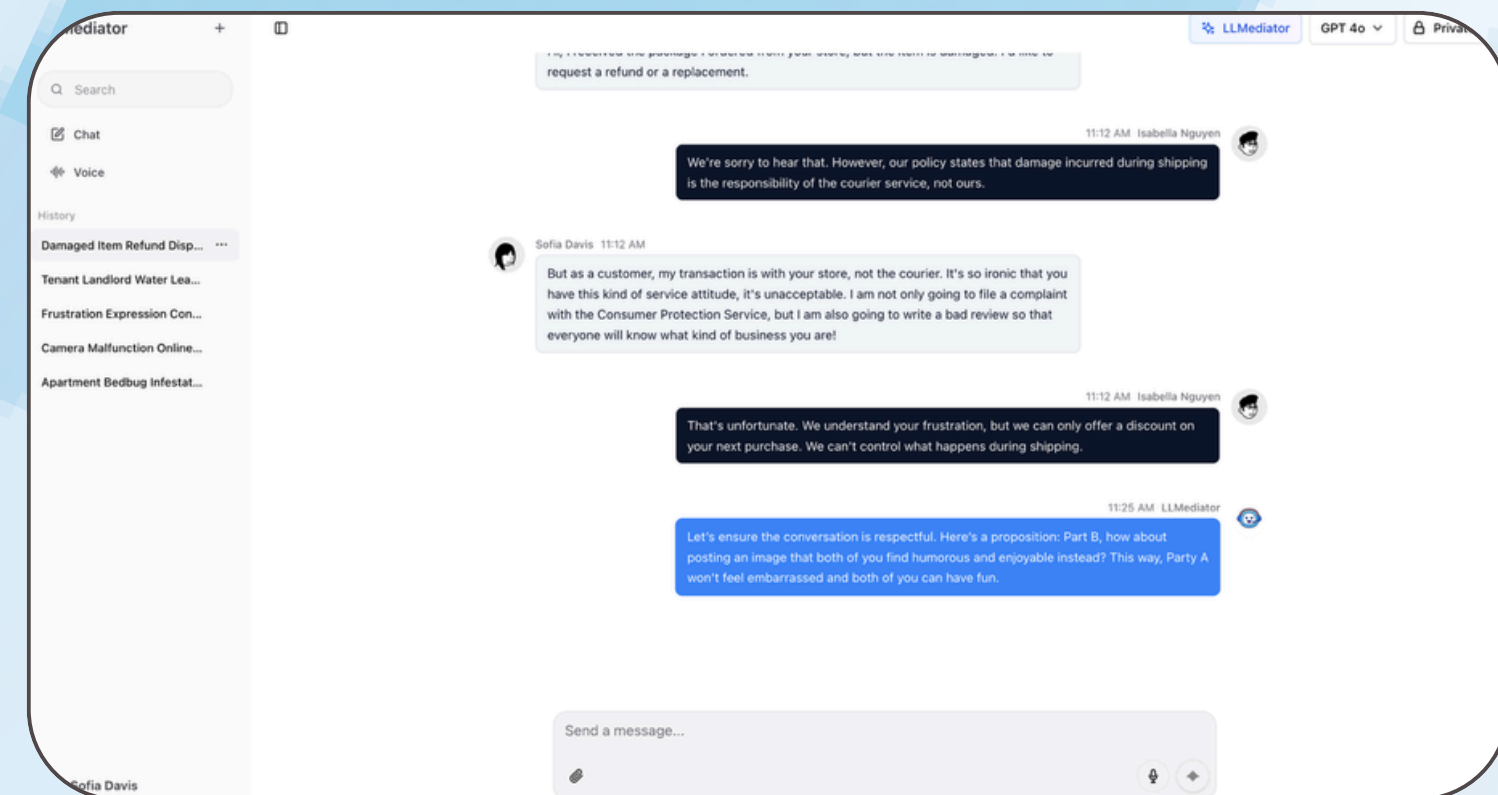 ediator
+
LLMediator
GPT 4o
Search
Chat
Voice
History
Damaged Item Refund Disp... ...
Tenant Landlord Water Lea...
Frustration Expression Con...
Camera Malfunction Online...
Apartment Bedbug Infestat...
request a refund or a replacement.
11:12 AM Isabella Nguyen
We're sorry to hear that. However, our policy states that damage incurred during shipping
is the responsibility of the courier service, not ours.
Sofia Davis 11:12 AM
But as a customer, my transaction is with your store, not the courier. It's so ironic that you
have this kind of service attitude, it's unacceptable. I am not only going to file a complaint
with the Consumer Protection Service, but I am also going to write a bad review so that
everyone will know what kind of business you are!
11:12 AM Isabella Nguyen
That's unfortunate. We understand your frustration, but we can only offer a discount on
your next purchase. We can't control what happens during shipping.
11:25 AM LLMediator
Let's ensure the conversation is respectful. Here's a proposition: Part B, how about
posting an image that both of you find humorous and enjoyable instead? This way, Party A
won't feel embarrassed and both of you can have fun.
Send a message...
Sofia Davis